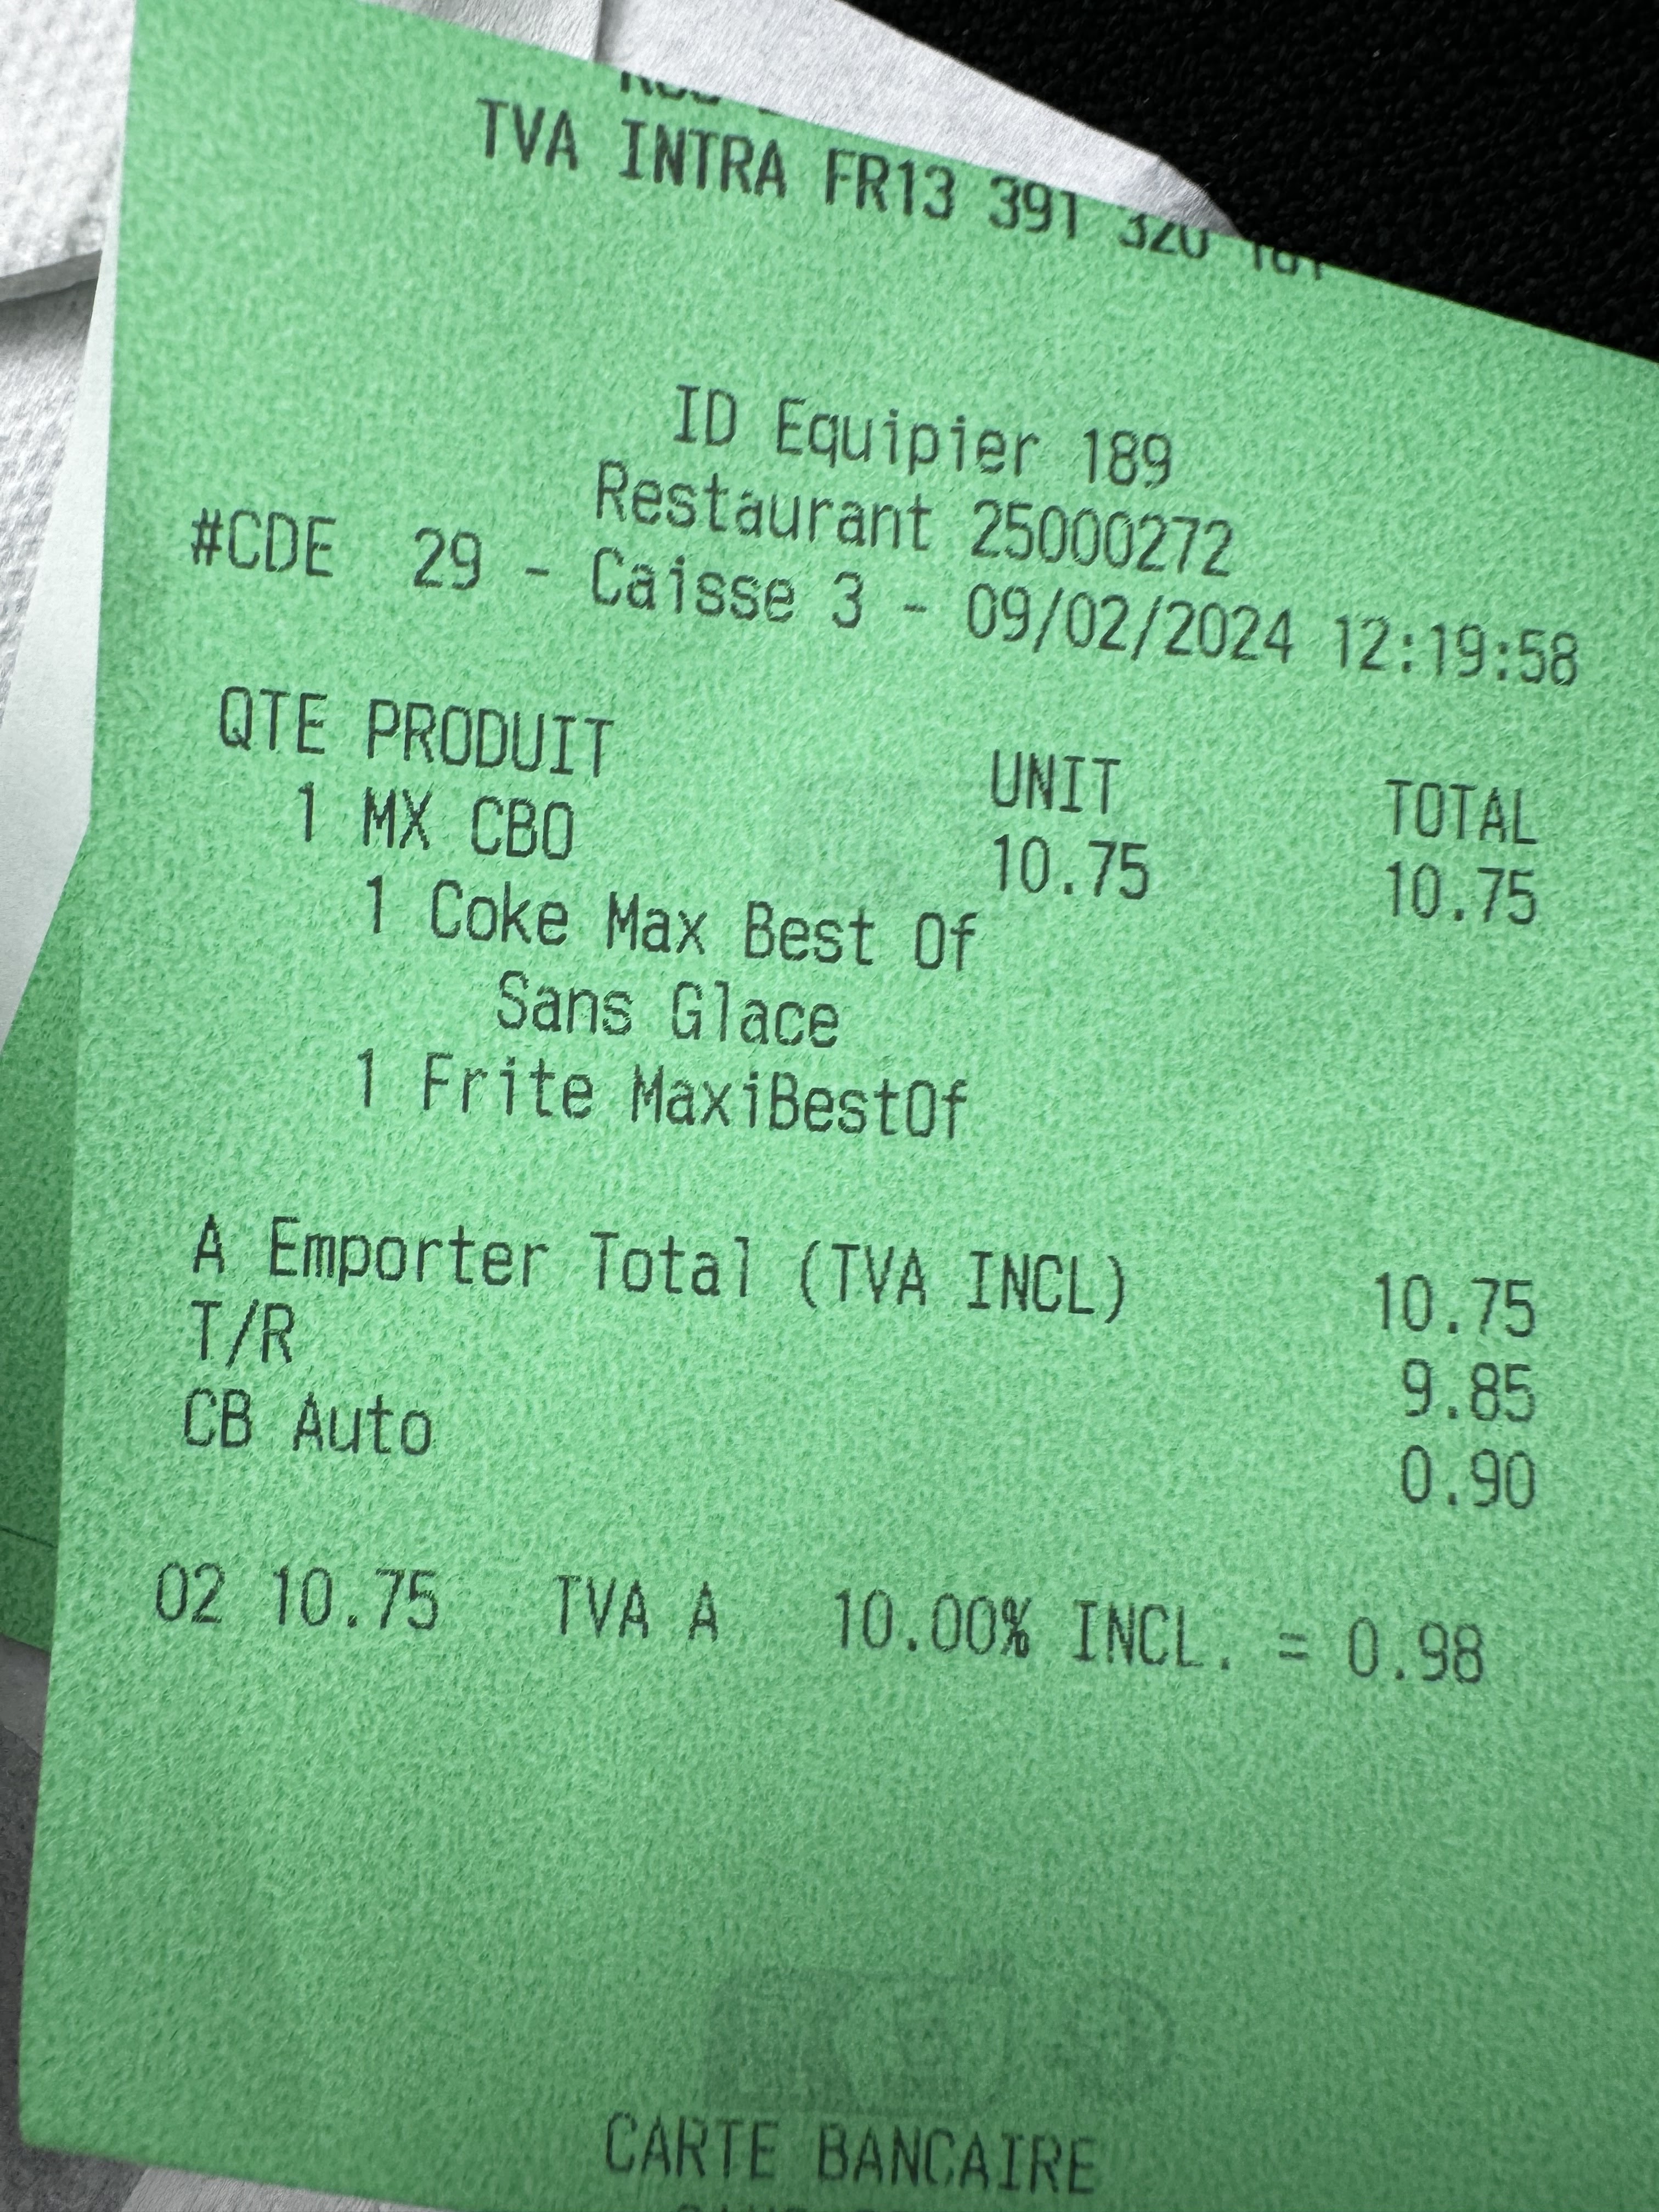 TVA INTRA FR13 391 320
ID Equipier 189
Restaurant 25000272
#CDE 29 - Caisse 3 - 09/02/2024 12:19:58
QTE PRODUIT UNIT TOTAL
1 MX CBO 10.75 10.75
1 Coke Max Best Of
Sans Glace
1 Frite MaxiBestOf
A Emporter Total (TVA INCL) 10.75
T/R 9.85
CB Auto 0.90
02 10.75 TVA A 10.00% INCL. = 0.98
CARTE BANCAIRE